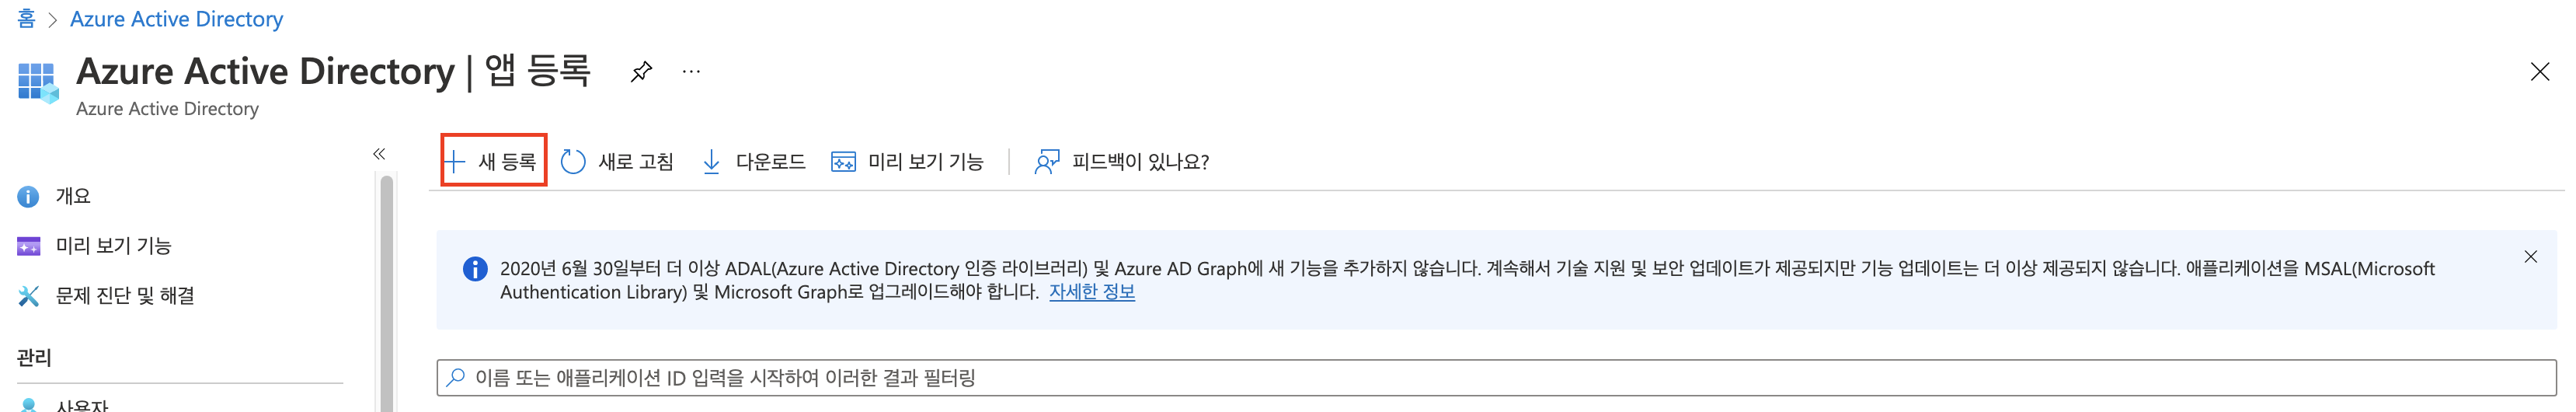 홈 > Azure Active Directory
Azure Active Directory | 앱 등록
Azure Active Directory
새 등록 새로 고침 다운로드 미리 보기 기능 피드백이 있나요?
개요
미리 보기 기능
문제 진단 및 해결
관리
사용자
2020년 6월 30일부터 더 이상 ADAL(Azure Active Directory 인증 라이브러리) 및 Azure AD Graph에 새 기능을 추가하지 않습니다. 계속해서 기술 지원 및 보안 업데이트가 제공되지만 기능 업데이트는 더 이상 제공되지 않습니다. 애플리케이션을 MSAL(Microsoft
Authentication Library) 및 Microsoft Graph로 업그레이드해야 합니다. 자세한 정보
이름 또는 애플리케이션 ID 입력을 시작하여 이러한 결과 필터링